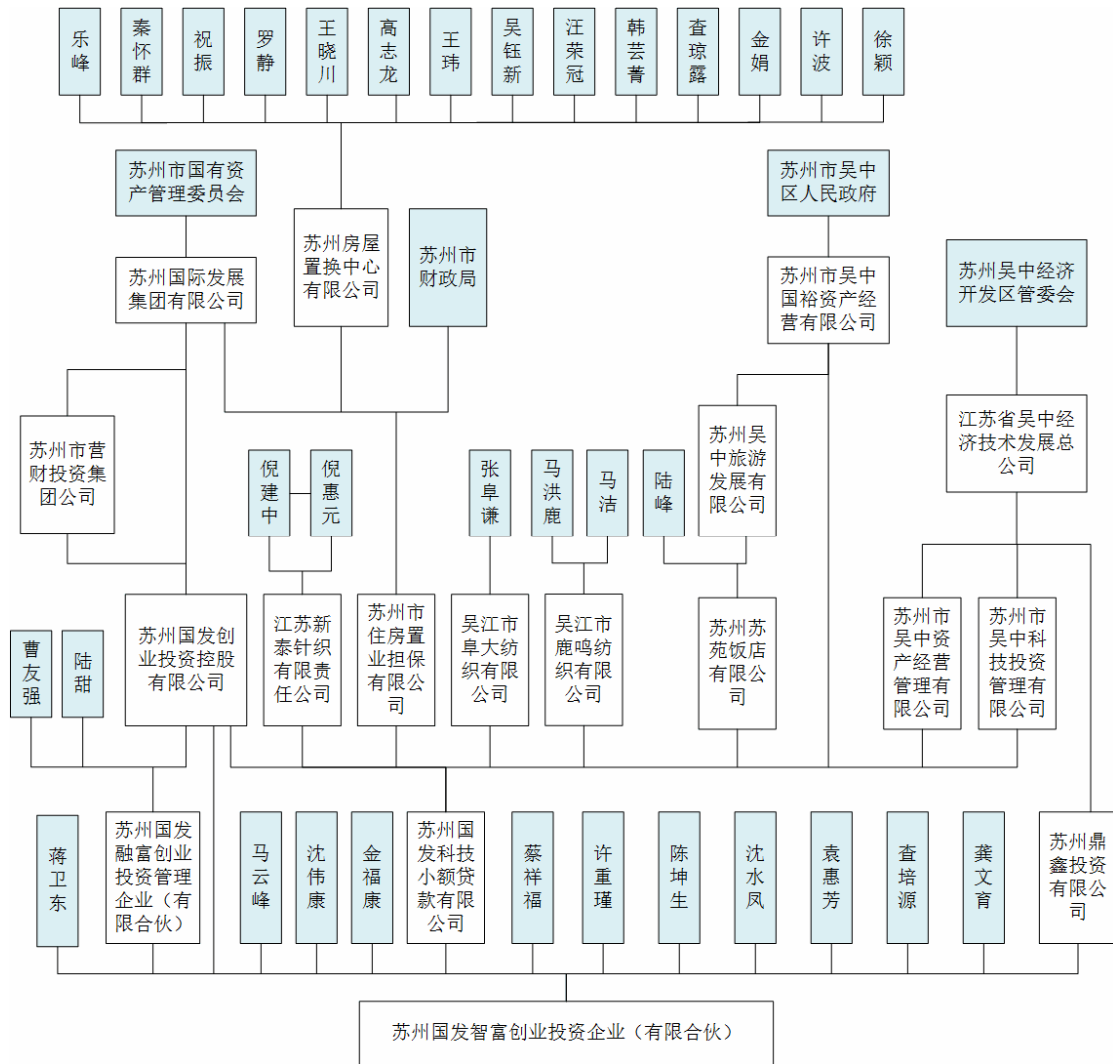 乐峰
秦怀群
祝振
罗静
王晓川
高志龙
王玮
吴钰新
汪荣冠
韩芸菁
查琼露
金娟
许波
徐颖
苏州市国有资
产管理委员会
苏州市吴中
区人民政府
苏州房屋
置换中心
有限公司
苏州市
财政局
苏州国际发展
集团有限公司
苏州市吴中
国裕资产经
营有限公司
苏州吴中经济
开发区管委会
苏州市营
财投资集
团公司
倪建中
倪惠元
张阜谦
马洪鹿
马洁
陆峰
苏州吴
中旅游
发展有
限公司
江苏省吴中经
济技术发展总
公司
曹友强
陆甜
苏州国发创
业投资控股
有限公司
江苏新
泰针织
有限责
任公司
苏州市
住房置
业担保
有限公
司
吴江市
阜大纺
织有限
公司
吴江市
鹿鸣纺
织有限
公司
苏州苏
苑饭店
有限公
司
苏州市
吴中资
产经营
管理有
限公司
苏州市
吴中科
技投资
管理有
限公司
蒋卫东
苏州国发
融富创业
投资管理
企业（有
限合伙）
马云峰
沈伟康
金福康
苏州国
发科技
小额贷
款有限
公司
蔡祥福
许重瑾
陈坤生
沈水凤
袁惠芳
查培源
龚文育
苏州鼎
鑫投资
有限公
司
苏州国发智富创业投资企业（有限合伙）